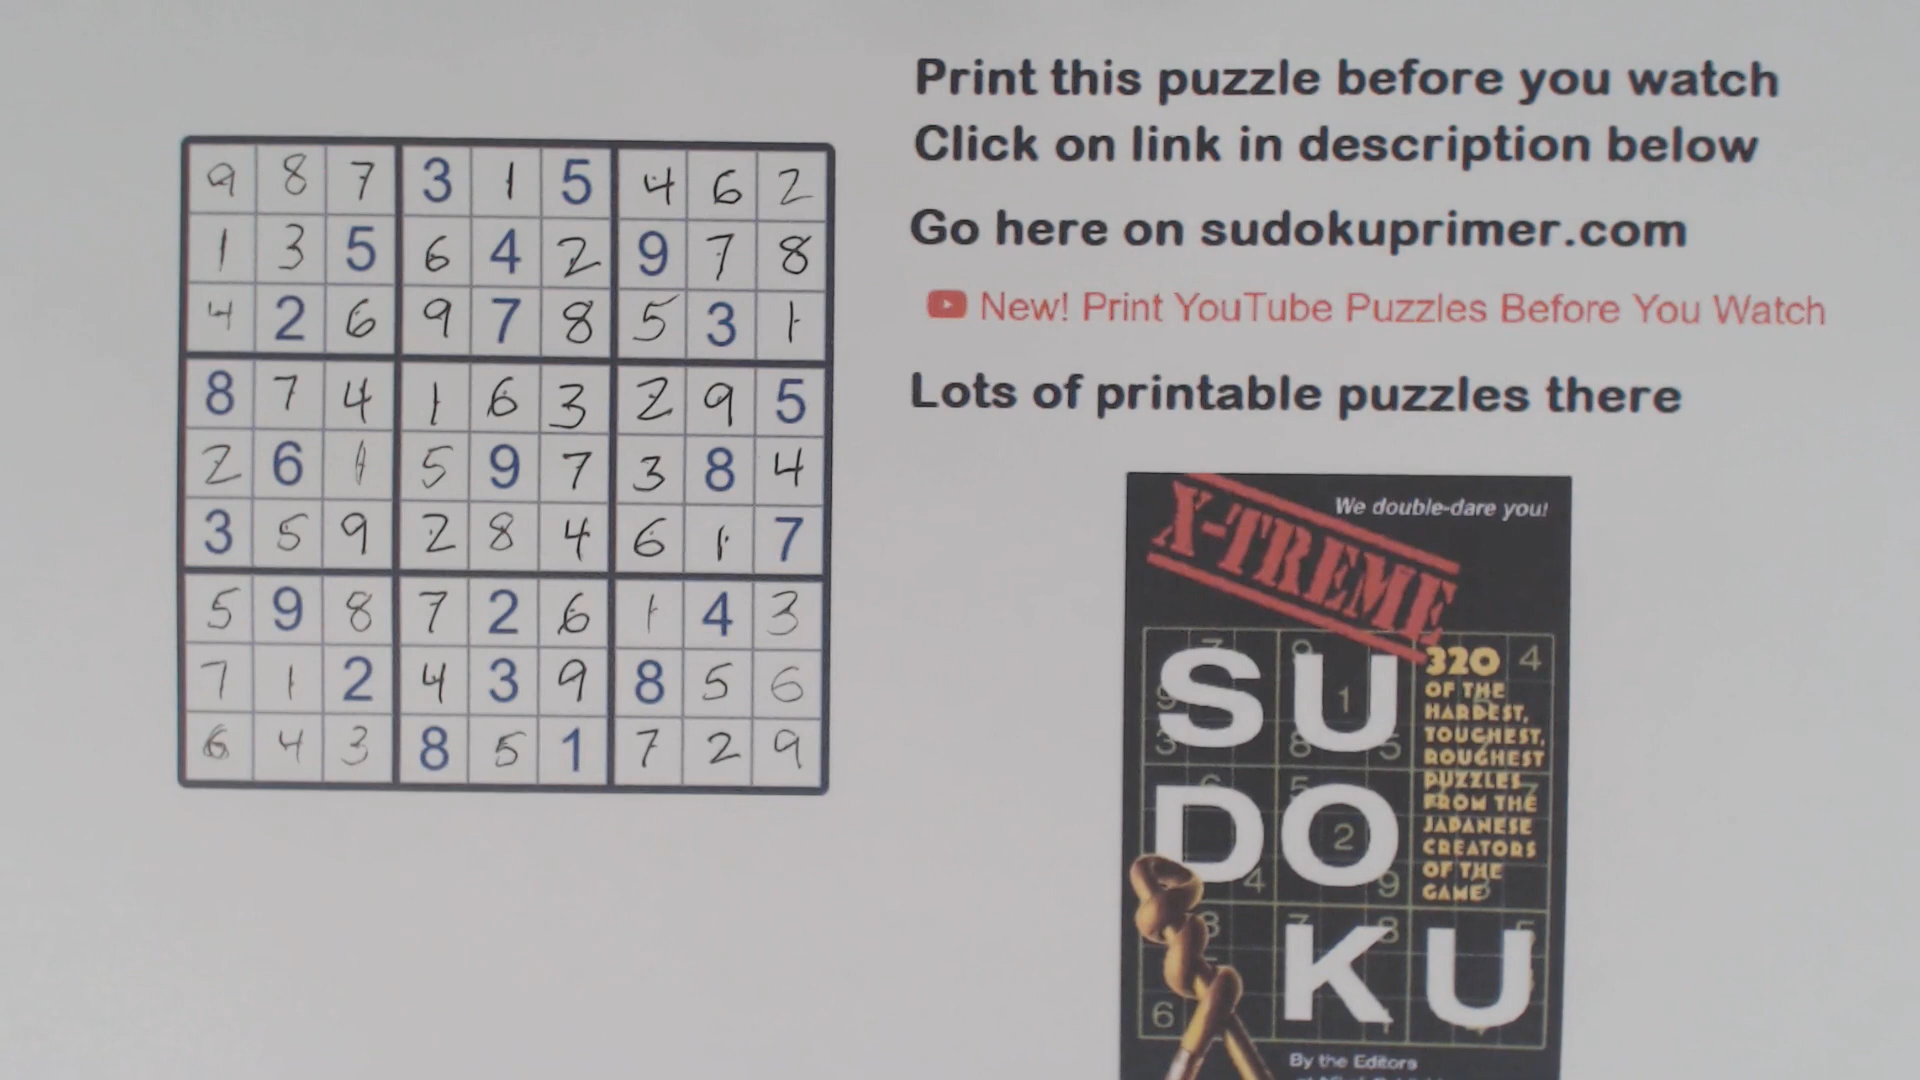 Print this puzzle before you watch
Click on link in description below
Go here on sudokuprimer.com
New! Print YouTube Puzzles Before You Watch
Lots of printable puzzles there
9 8 7 3 1 5 4 6 2
1 3 5 6 4 2 9 7 8
4 2 6 9 7 8 5 3 1
8 7 4 1 6 3 2 9 5
2 6 1 5 9 7 3 8 4
3 5 9 2 8 4 6 1 7
5 9 8 7 2 6 1 4 3
7 1 2 4 3 9 8 5 6
6 4 3 8 5 1 7 2 9
We double-dare you!
X-TREME
SU
DO
KU
320
OF THE
HARDEST,
TOUGHEST,
ROUGHEST
PUZZLES
FROM THE
JAPANESE
CREATORS
OF THE
GAME
By the Editors